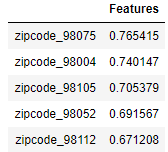 Features
zipcode_98075 0.765415
zipcode_98004 0.740147
zipcode_98105 0.705379
zipcode_98052 0.691567
zipcode_98112 0.671208